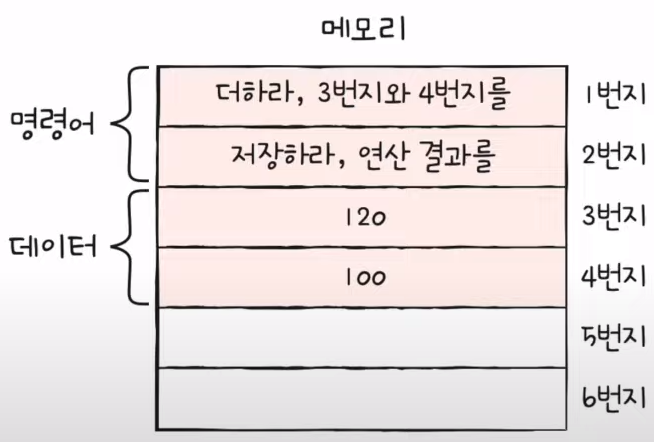 메모리
명령어
더하라, 3번지와 4번지를 1번지
저장하라, 연산 결과를 2번지
데이터
120 3번지
100 4번지
5번지
6번지